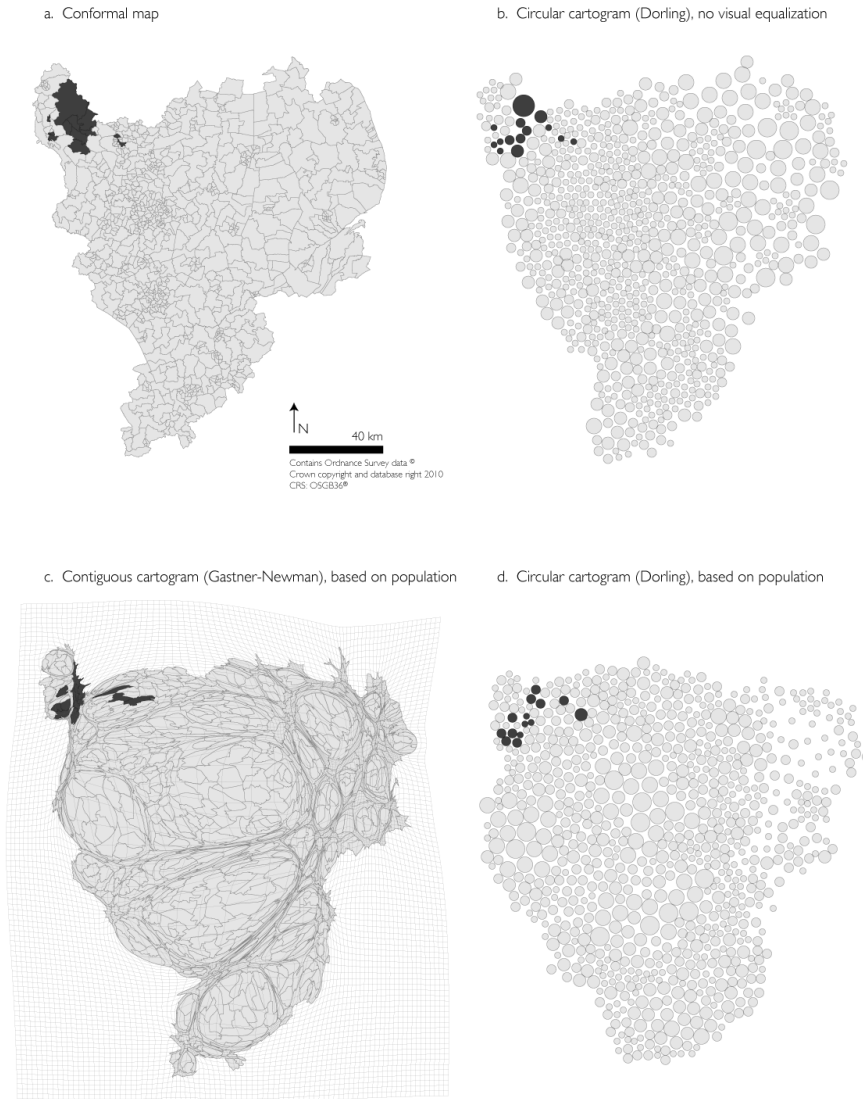 a. Conformal map
b. Circular cartogram (Dorling), no visual equalization
N
40 km
Contains Ordnance Survey data ©
Crown copyright and database right 2010
CRS: OSGB36®
c. Contiguous cartogram (Gastner-Newman), based on population
d. Circular cartogram (Dorling), based on population